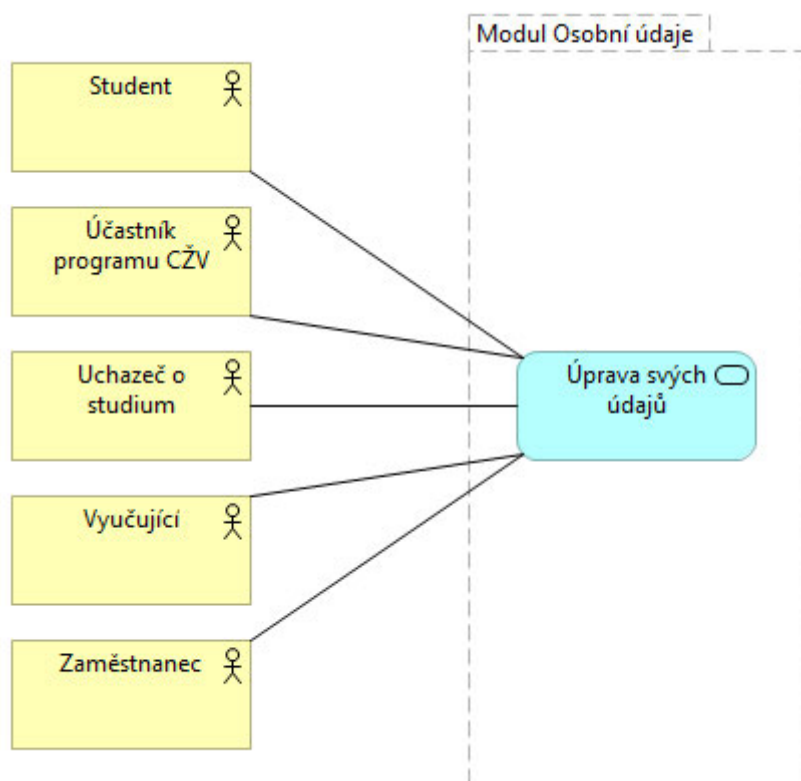 Modul Osobní údaje
Student
Účastník
programu CŽV
Uchazeč o
studium
Úprava svých
údajů
Vyučující
Zaměstnanec